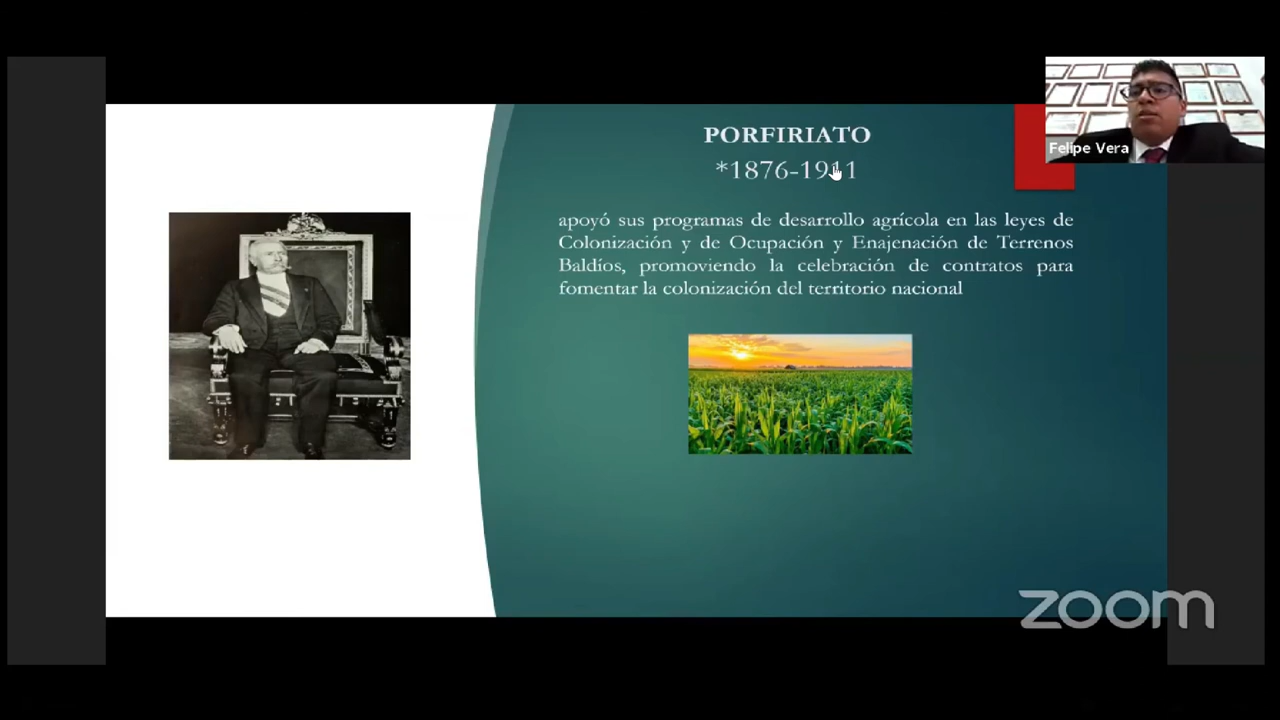 PORFIRIATO
*1876-1911
apoyó sus programas de desarrollo agrícola en las leyes de
Colonización y de Ocupación y Enajenación de Terrenos
Baldíos, promoviendo la celebración de contratos para
fomentar la colonización del territorio nacional
Felipe Vera
zoom